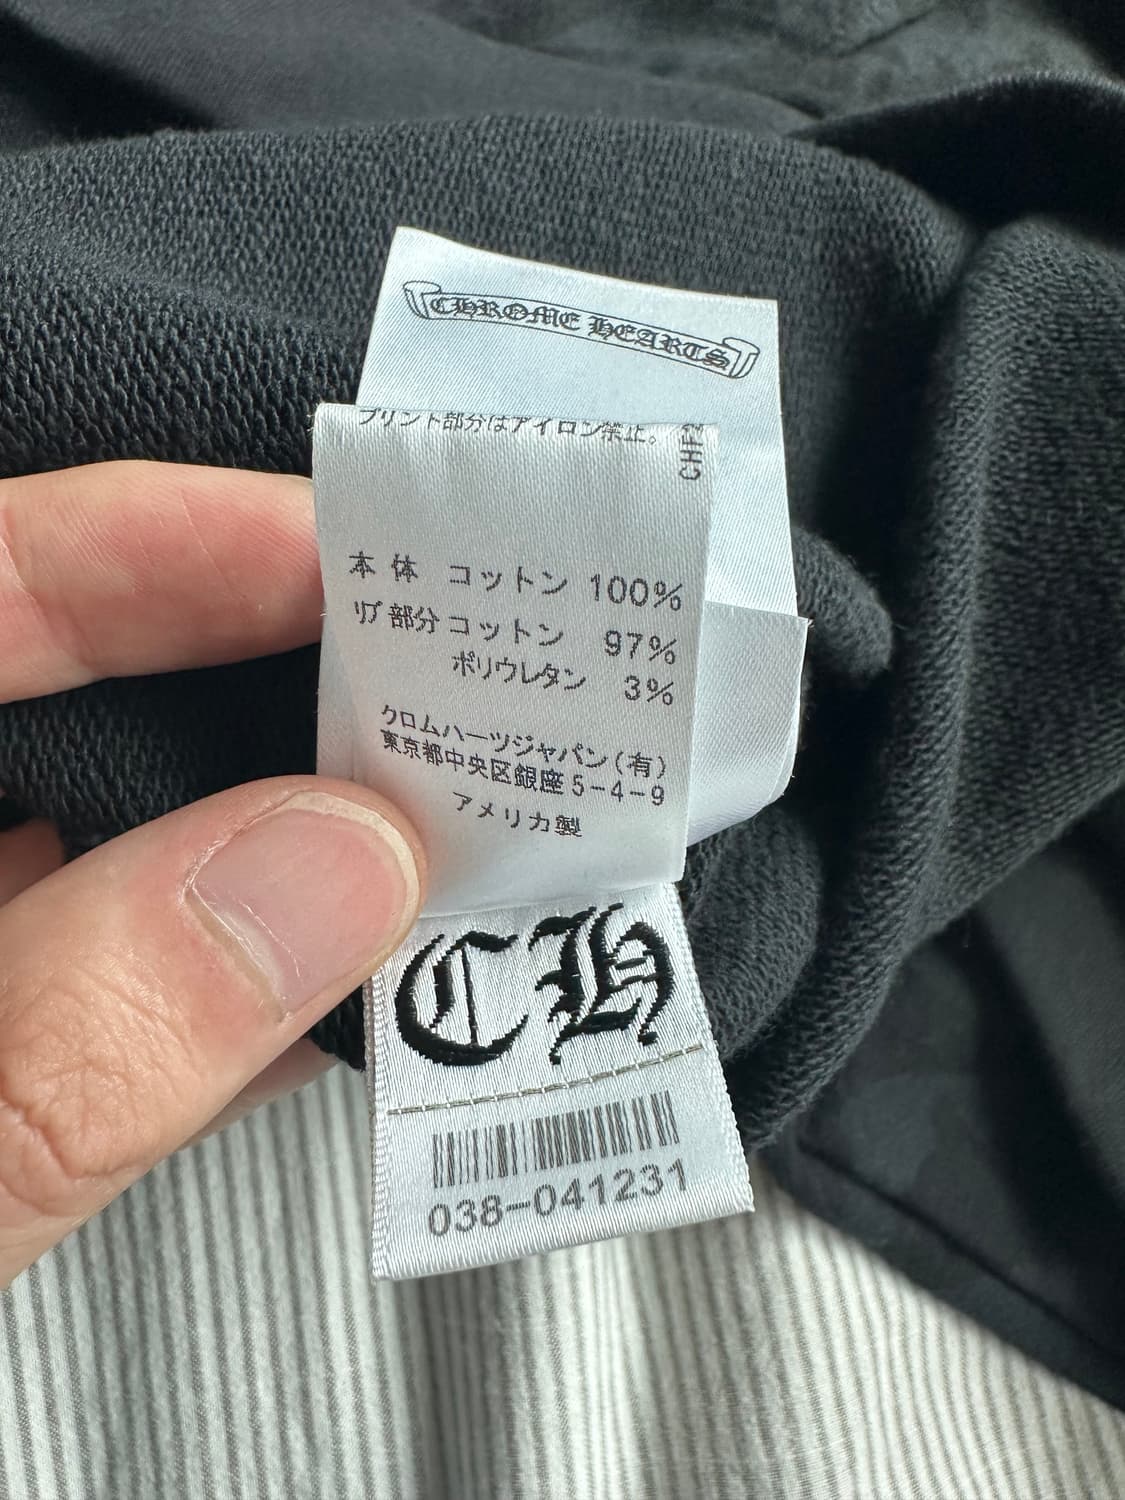 CHROME HEARTS
プリント部分はアイロン禁止。
本体 コットン 100%
リブ部分 コットン 97%
ポリウレタン 3%
クロムハーツジャパン(有)
東京都中央区銀座5-4-9
アメリカ製
CH
038-041231